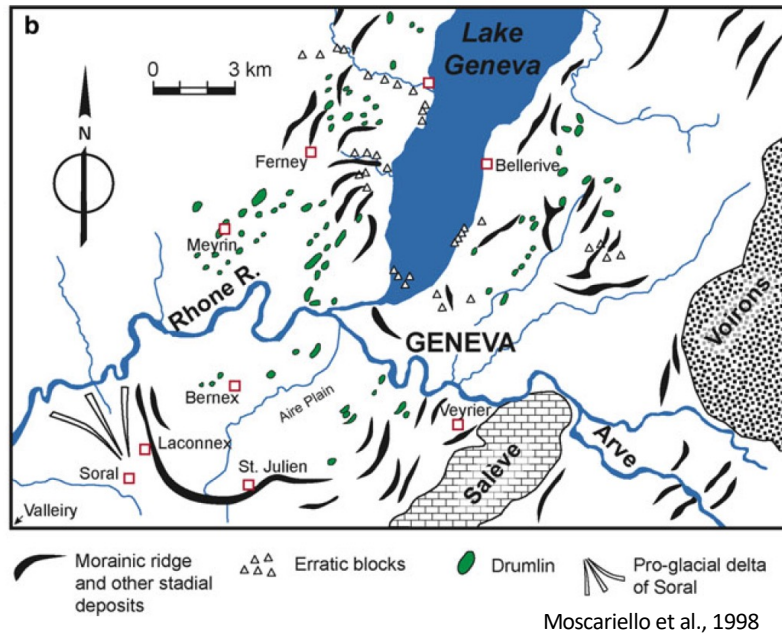 b
Lake
Geneva
0 3 km
N
Ferney
Bellerive
Meyrin
Rhone R.
GENEVA
Voirons
Bernex
Aire Plain
Veyrier
Laconnex
Salève
Arve
Soral
St. Julien
Valleiry
Morainic ridge
and other stadial
deposits
Erratic blocks
Drumlin
Pro-glacial delta
of Soral
Moscariello et al., 1998